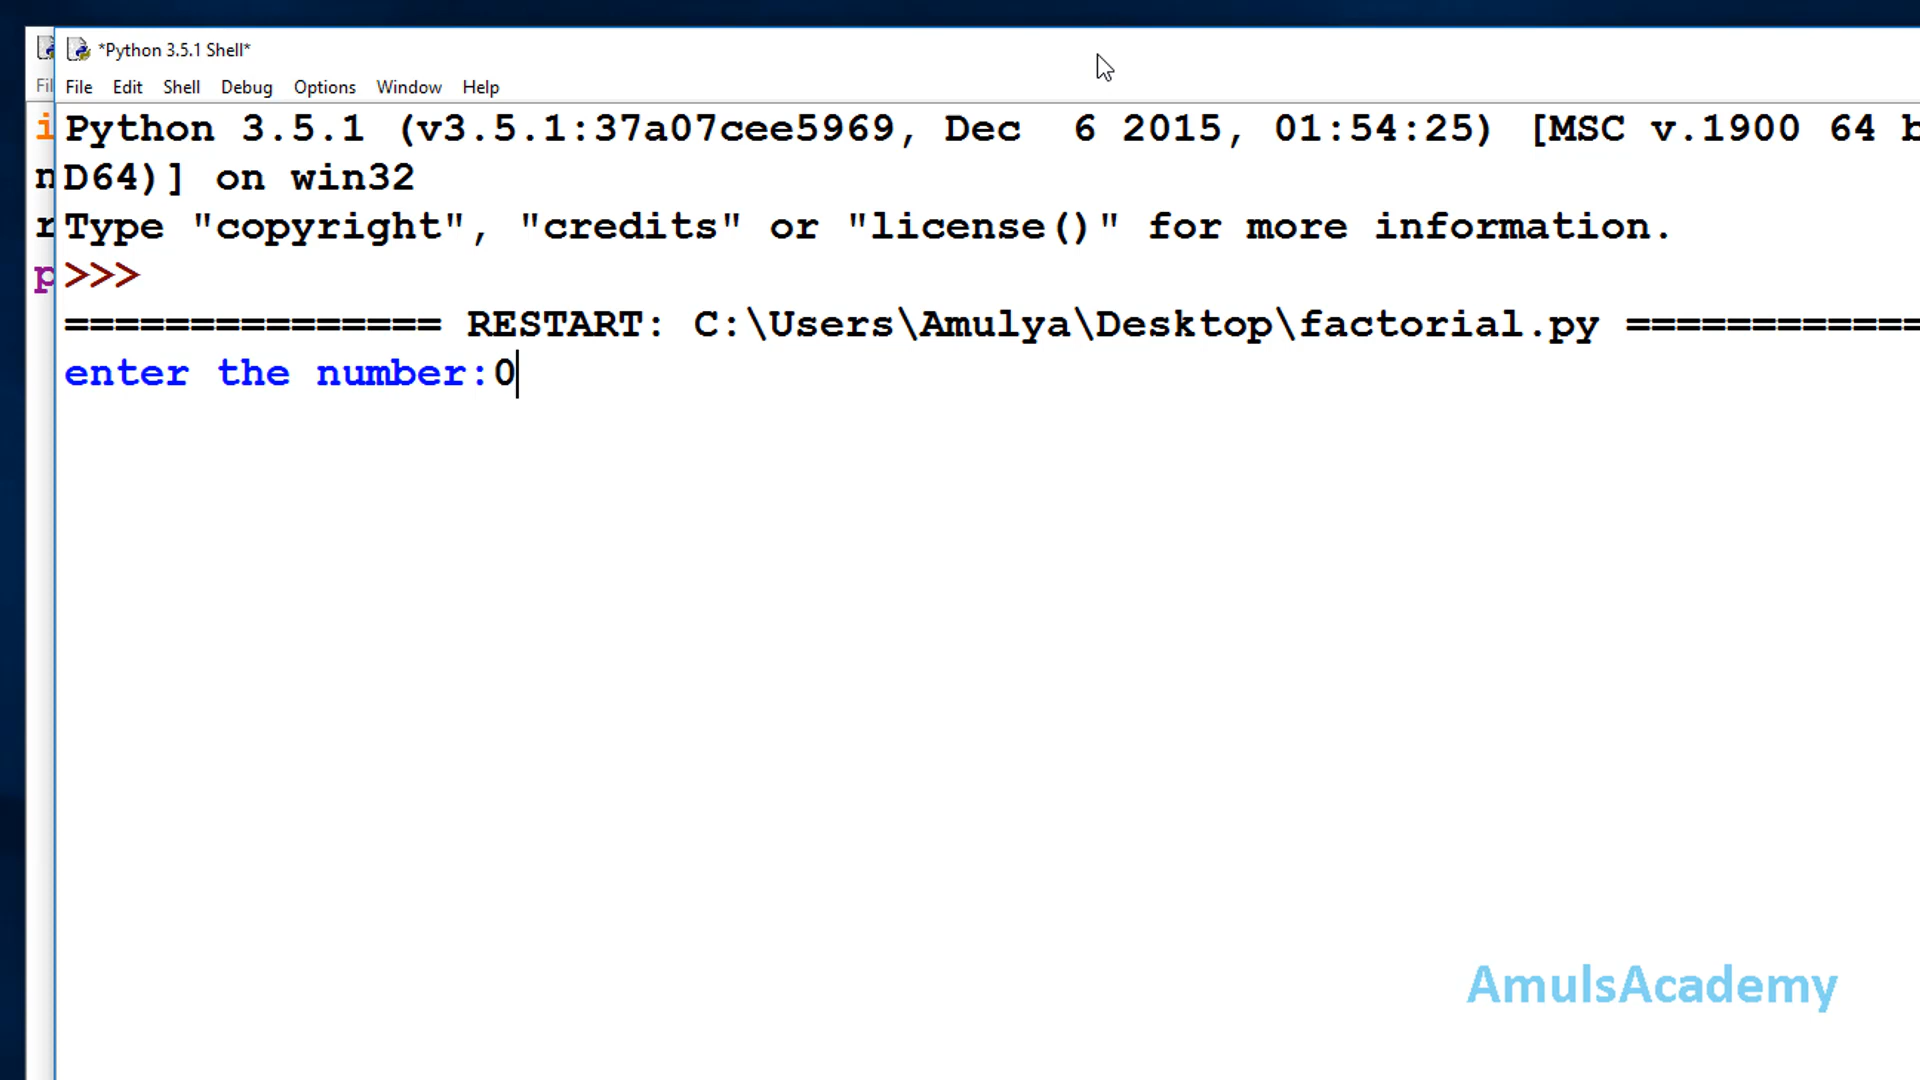 *Python 3.5.1 Shell*
Fil
File Edit Shell Debug Options Window Help
i
Python 3.5.1 (v3.5.1:37a07cee5969, Dec  6 2015, 01:54:25) [MSC v.1900 64 b
n
D64)] on win32
r
Type "copyright", "credits" or "license()" for more information.
p
>>>
=============== RESTART: C:\Users\Amulya\Desktop\factorial.py ============
enter the number:0
AmulsAcademy